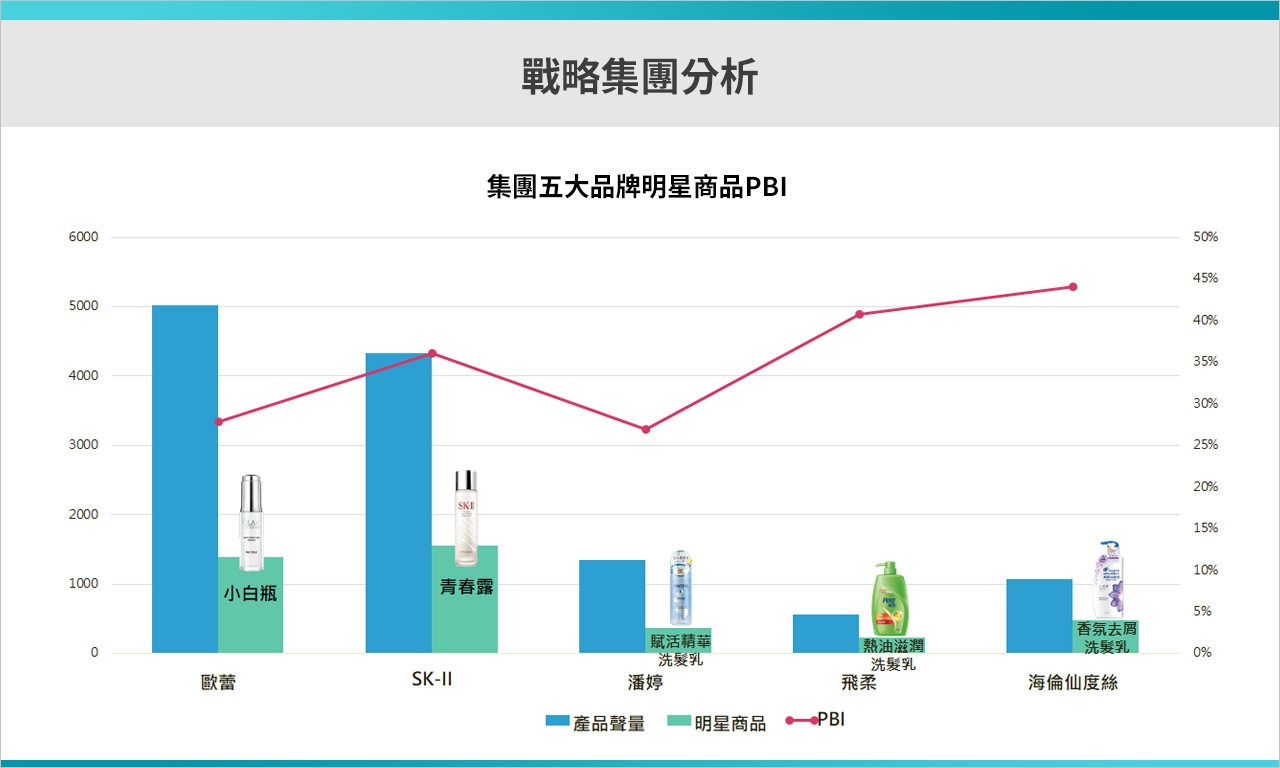 戰略集團分析
集團五大品牌明星商品PBI
6000
5000
4000
3000
2000
1000
0
50%
45%
40%
35%
30%
25%
20%
15%
10%
5%
0%
SK-II
小白瓶
青春露
賦活精華
洗髮乳
熱油滋潤
洗髮乳
香氛去屑
洗髮乳
歐蕾
SK-II
潘婷
飛柔
海倫仙度絲
產品聲量
明星商品
PBI